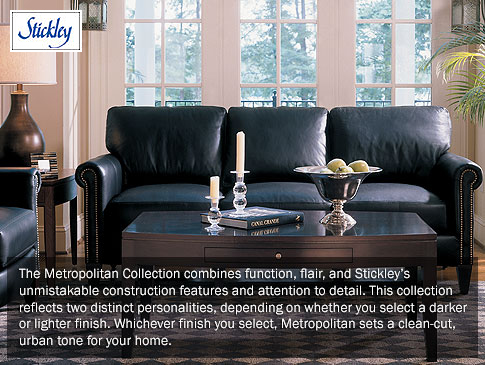 Stickley
CANAL GRANDE
The Metropolitan Collection combines function, flair, and Stickley's
unmistakable construction features and attention to detail. This collection
reflects two distinct personalities, depending on whether you select a darker
or lighter finish. Whichever finish you select, Metropolitan sets a clean-cut,
urban tone for your home.